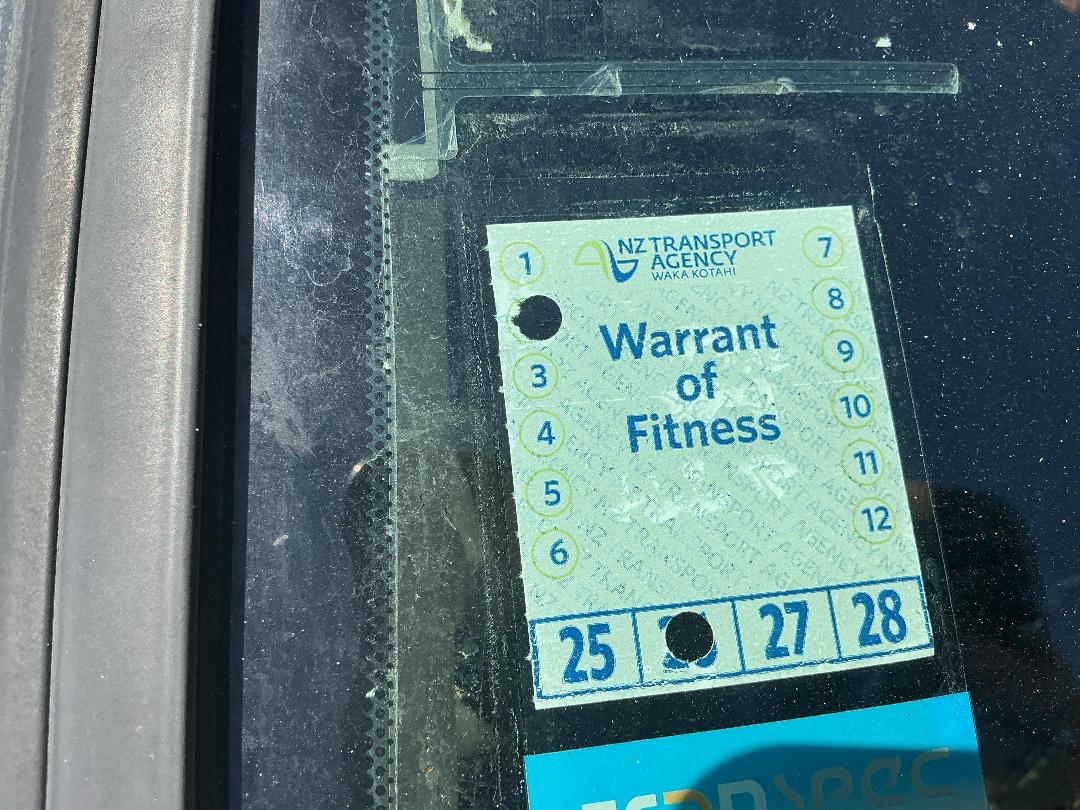 NZ TRANSPORT
AGENCY
WAKA KOTAHI
Warrant
of
Fitness
1
3
4
5
6
7
8
9
10
11
12
25 27 28